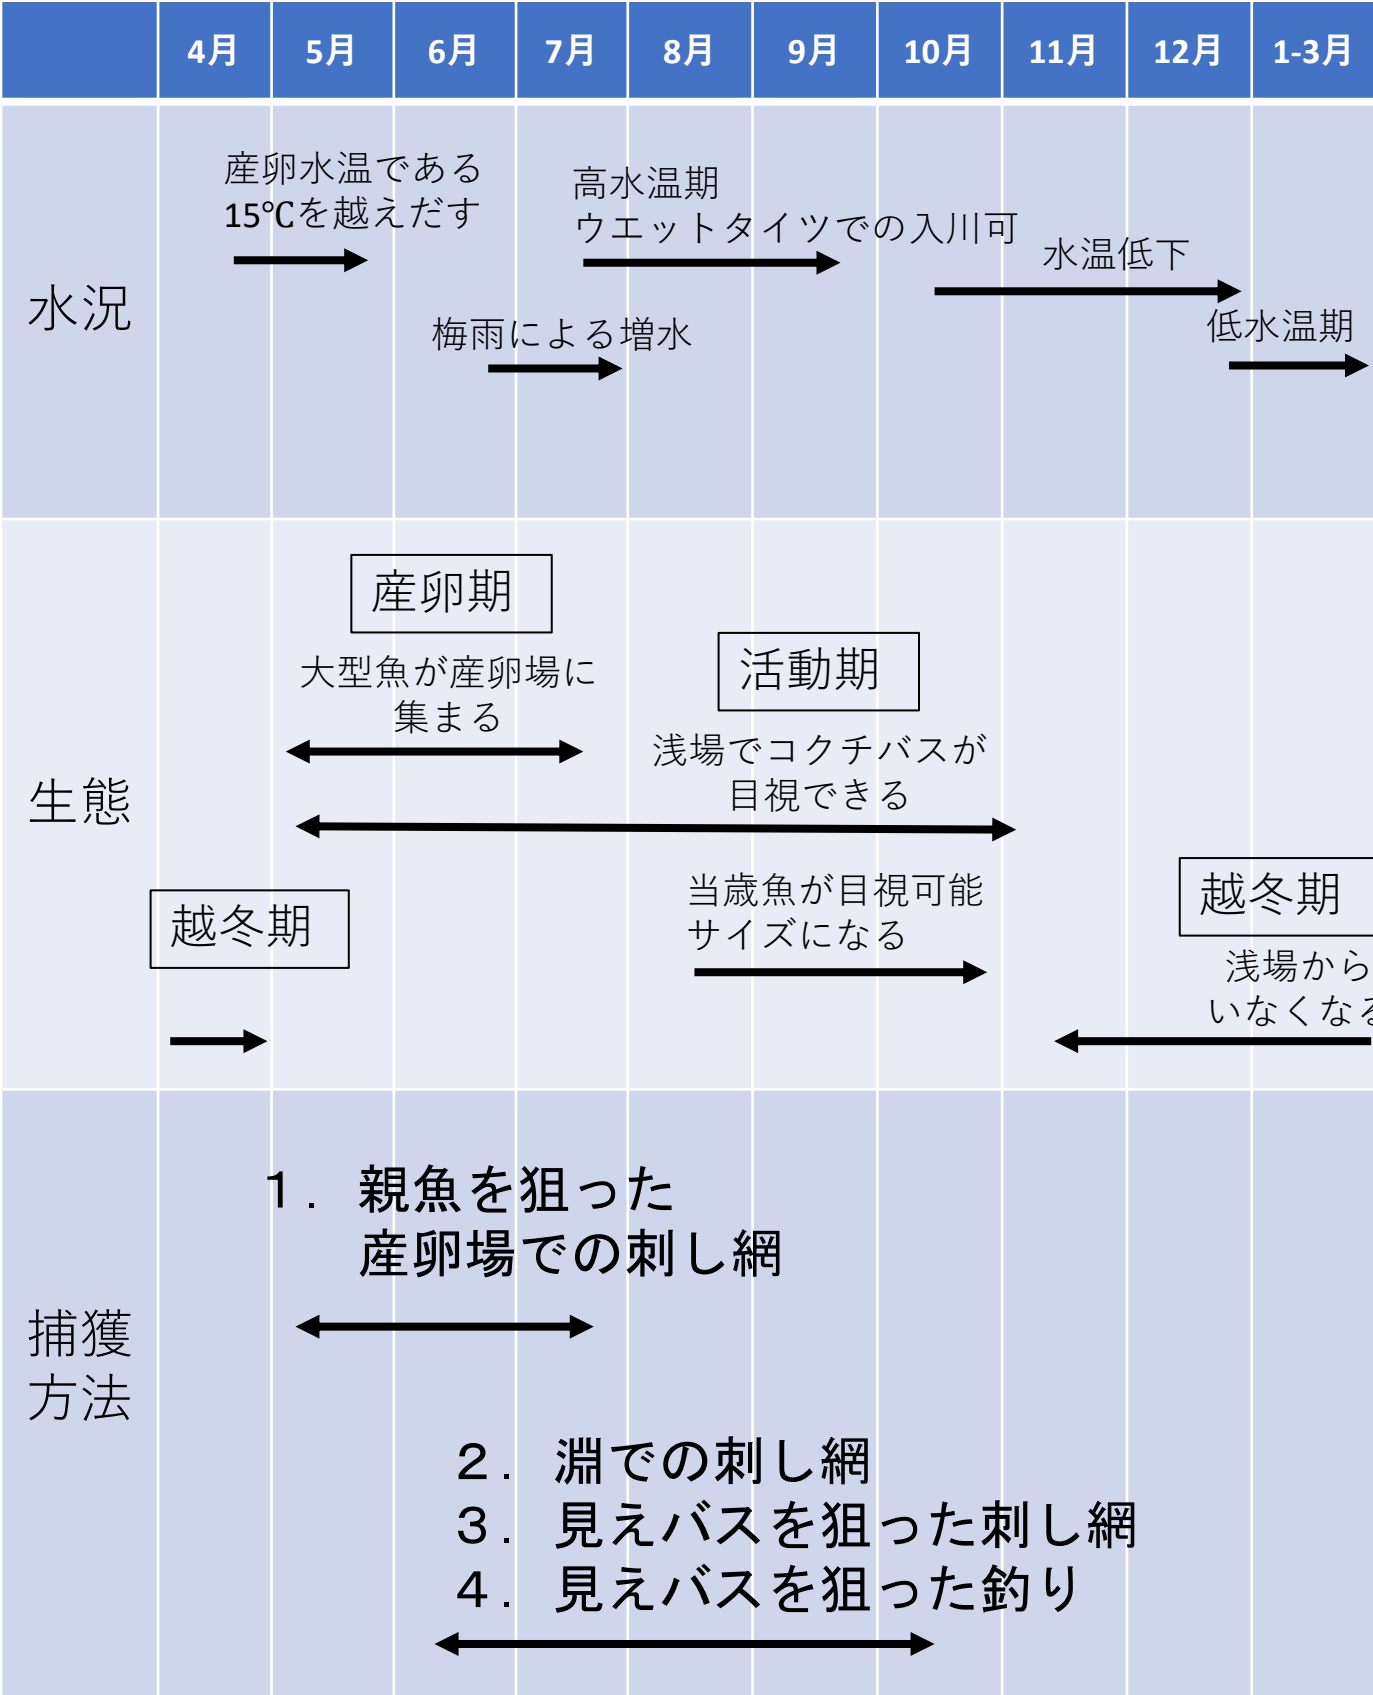 4月 5月 6月 7月 8月 9月 10月 11月 12月 1-3月
水況
産卵水温である
15℃を越えだす
高水温期
ウエットタイツでの入川可
水温低下
梅雨による増水
低水温期
生態
産卵期
大型魚が産卵場に
集まる
活動期
浅場でコクチバスが
目視できる
当歳魚が目視可能
サイズになる
越冬期
越冬期
浅場から
いなくなる
捕獲
方法
１．親魚を狙った
産卵場での刺し網
２．淵での刺し網
３．見えバスを狙った刺し網
４．見えバスを狙った釣り